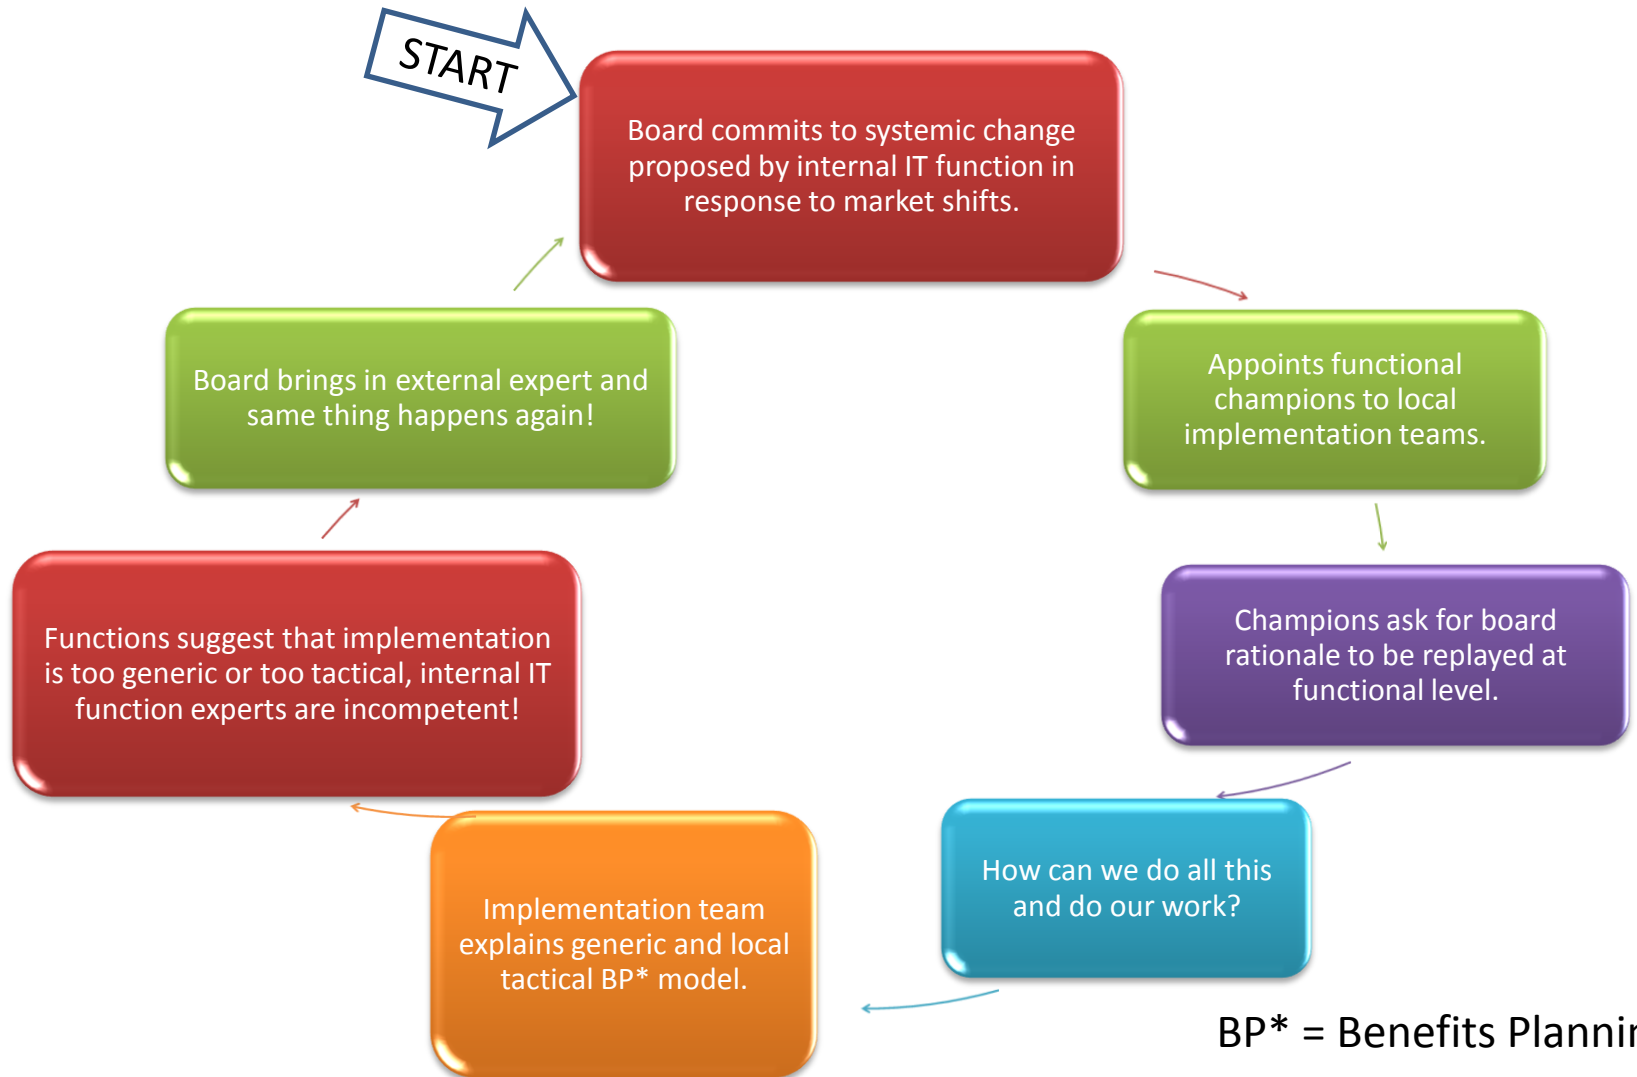 START
Board commits to systemic change
proposed by internal IT function in
response to market shifts.
Appoints functional
champions to local
implementation teams.
Champions ask for board
rationale to be replayed at
functional level.
How can we do all this
and do our work?
Implementation team
explains generic and local
tactical BP* model.
Functions suggest that implementation
is too generic or too tactical, internal IT
function experts are incompetent!
Board brings in external expert and
same thing happens again!
BP* = Benefits